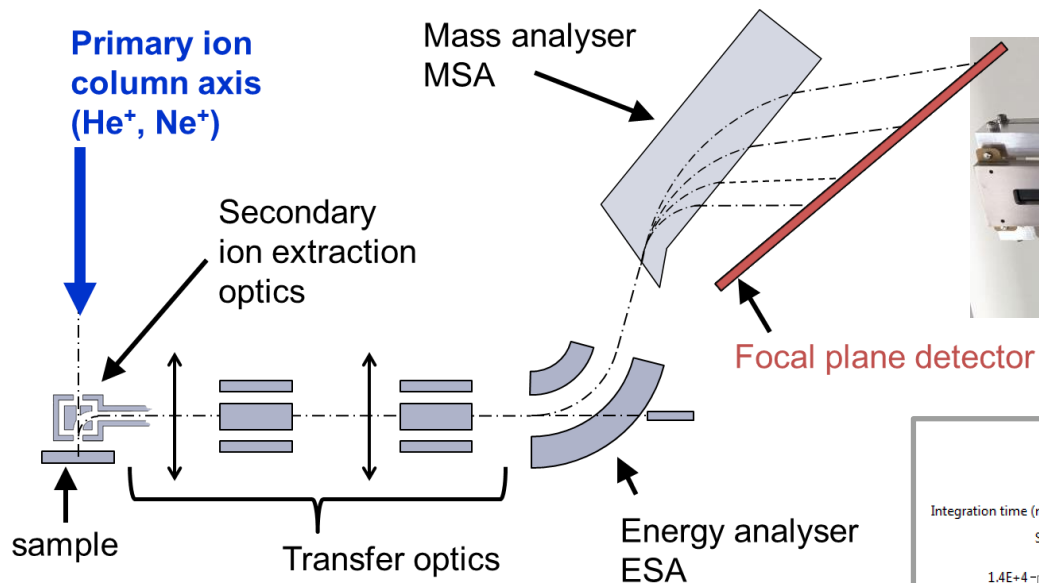 Primary ion
column axis
(He⁺, Ne⁺)
Mass analyser
MSA
Secondary
ion extraction
optics
Focal plane detector
sample
Transfer optics
Energy analyser
ESA
Integration time
1.4E+4